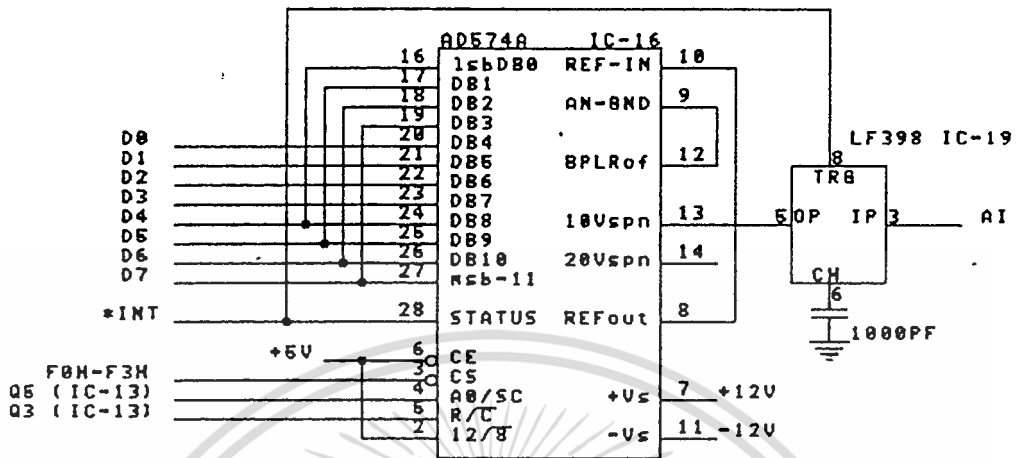 AD574A IC-16
16 lsbDB0 REF-IN 10
17 DB1
18 DB2 AN-BND 9
19 DB3
D0 20 DB4
D1 21 DB5 BPLRof 12
D2 22 DB6
D3 23 DB7
D4 24 DB8 10Vspn 13
D5 25 DB9
D6 26 DB10 20Vspn 14
D7 27 msb-11
*INT 28 STATUS REFout 8
+5V 6 CE
F0H-F3H 3 CS
Q5 (IC-13) 4 A0/SC +Vs 7 +12V
Q3 (IC-13) 5 R/C
2 12/8 -Vs 11 -12V
LF398 IC-19
8
TRB
5 OP IP 3 AI
CH
6
1000PF